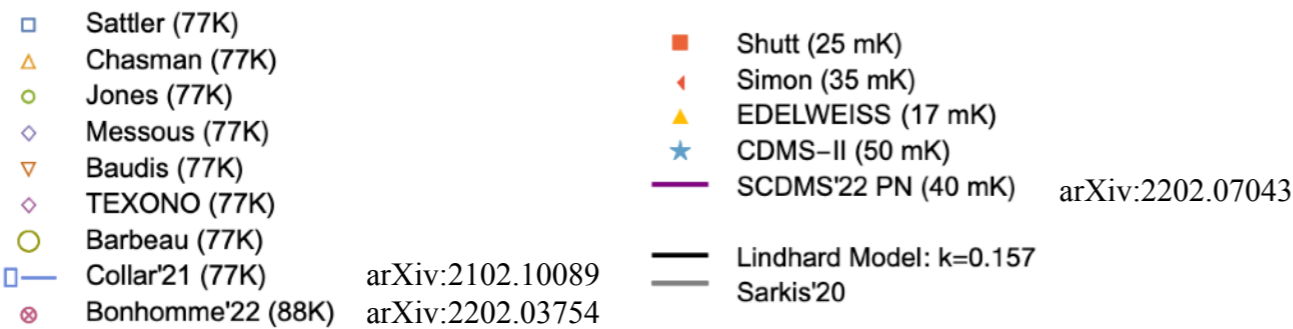 Sattler (77K)
Chasman (77K)
Jones (77K)
Messous (77K)
Baudis (77K)
TEXONO (77K)
Barbeau (77K)
Collar'21 (77K) arXiv:2102.10089
Bonhomme'22 (88K) arXiv:2202.03754
Shutt (25 mK)
Simon (35 mK)
EDELWEISS (17 mK)
CDMS−II (50 mK)
SCDMS'22 PN (40 mK) arXiv:2202.07043
Lindhard Model: k=0.157
Sarkis'20